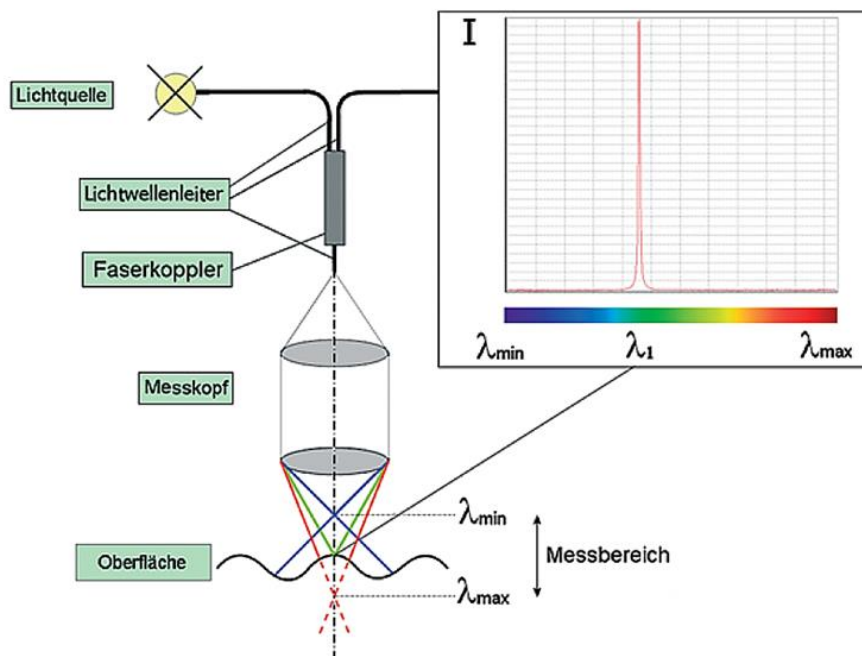 I
Lichtquelle
Lichtwellenleiter
Faserkoppler
λmin
λ1
λmax
Messkopf
λmin
Oberfläche
Messbereich
λmax